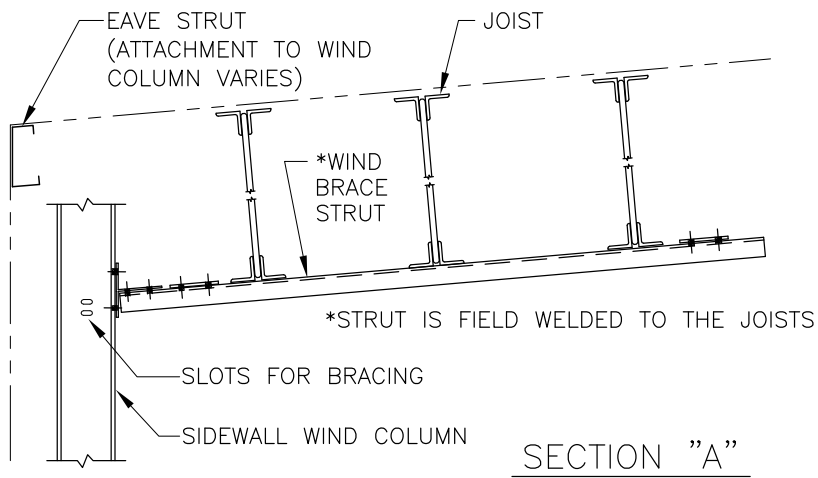 EAVE STRUT
(ATTACHMENT TO WIND
COLUMN VARIES)
JOIST
*WIND
BRACE
STRUT
*STRUT IS FIELD WELDED TO THE JOISTS
SLOTS FOR BRACING
SIDEWALL WIND COLUMN
SECTION "A"